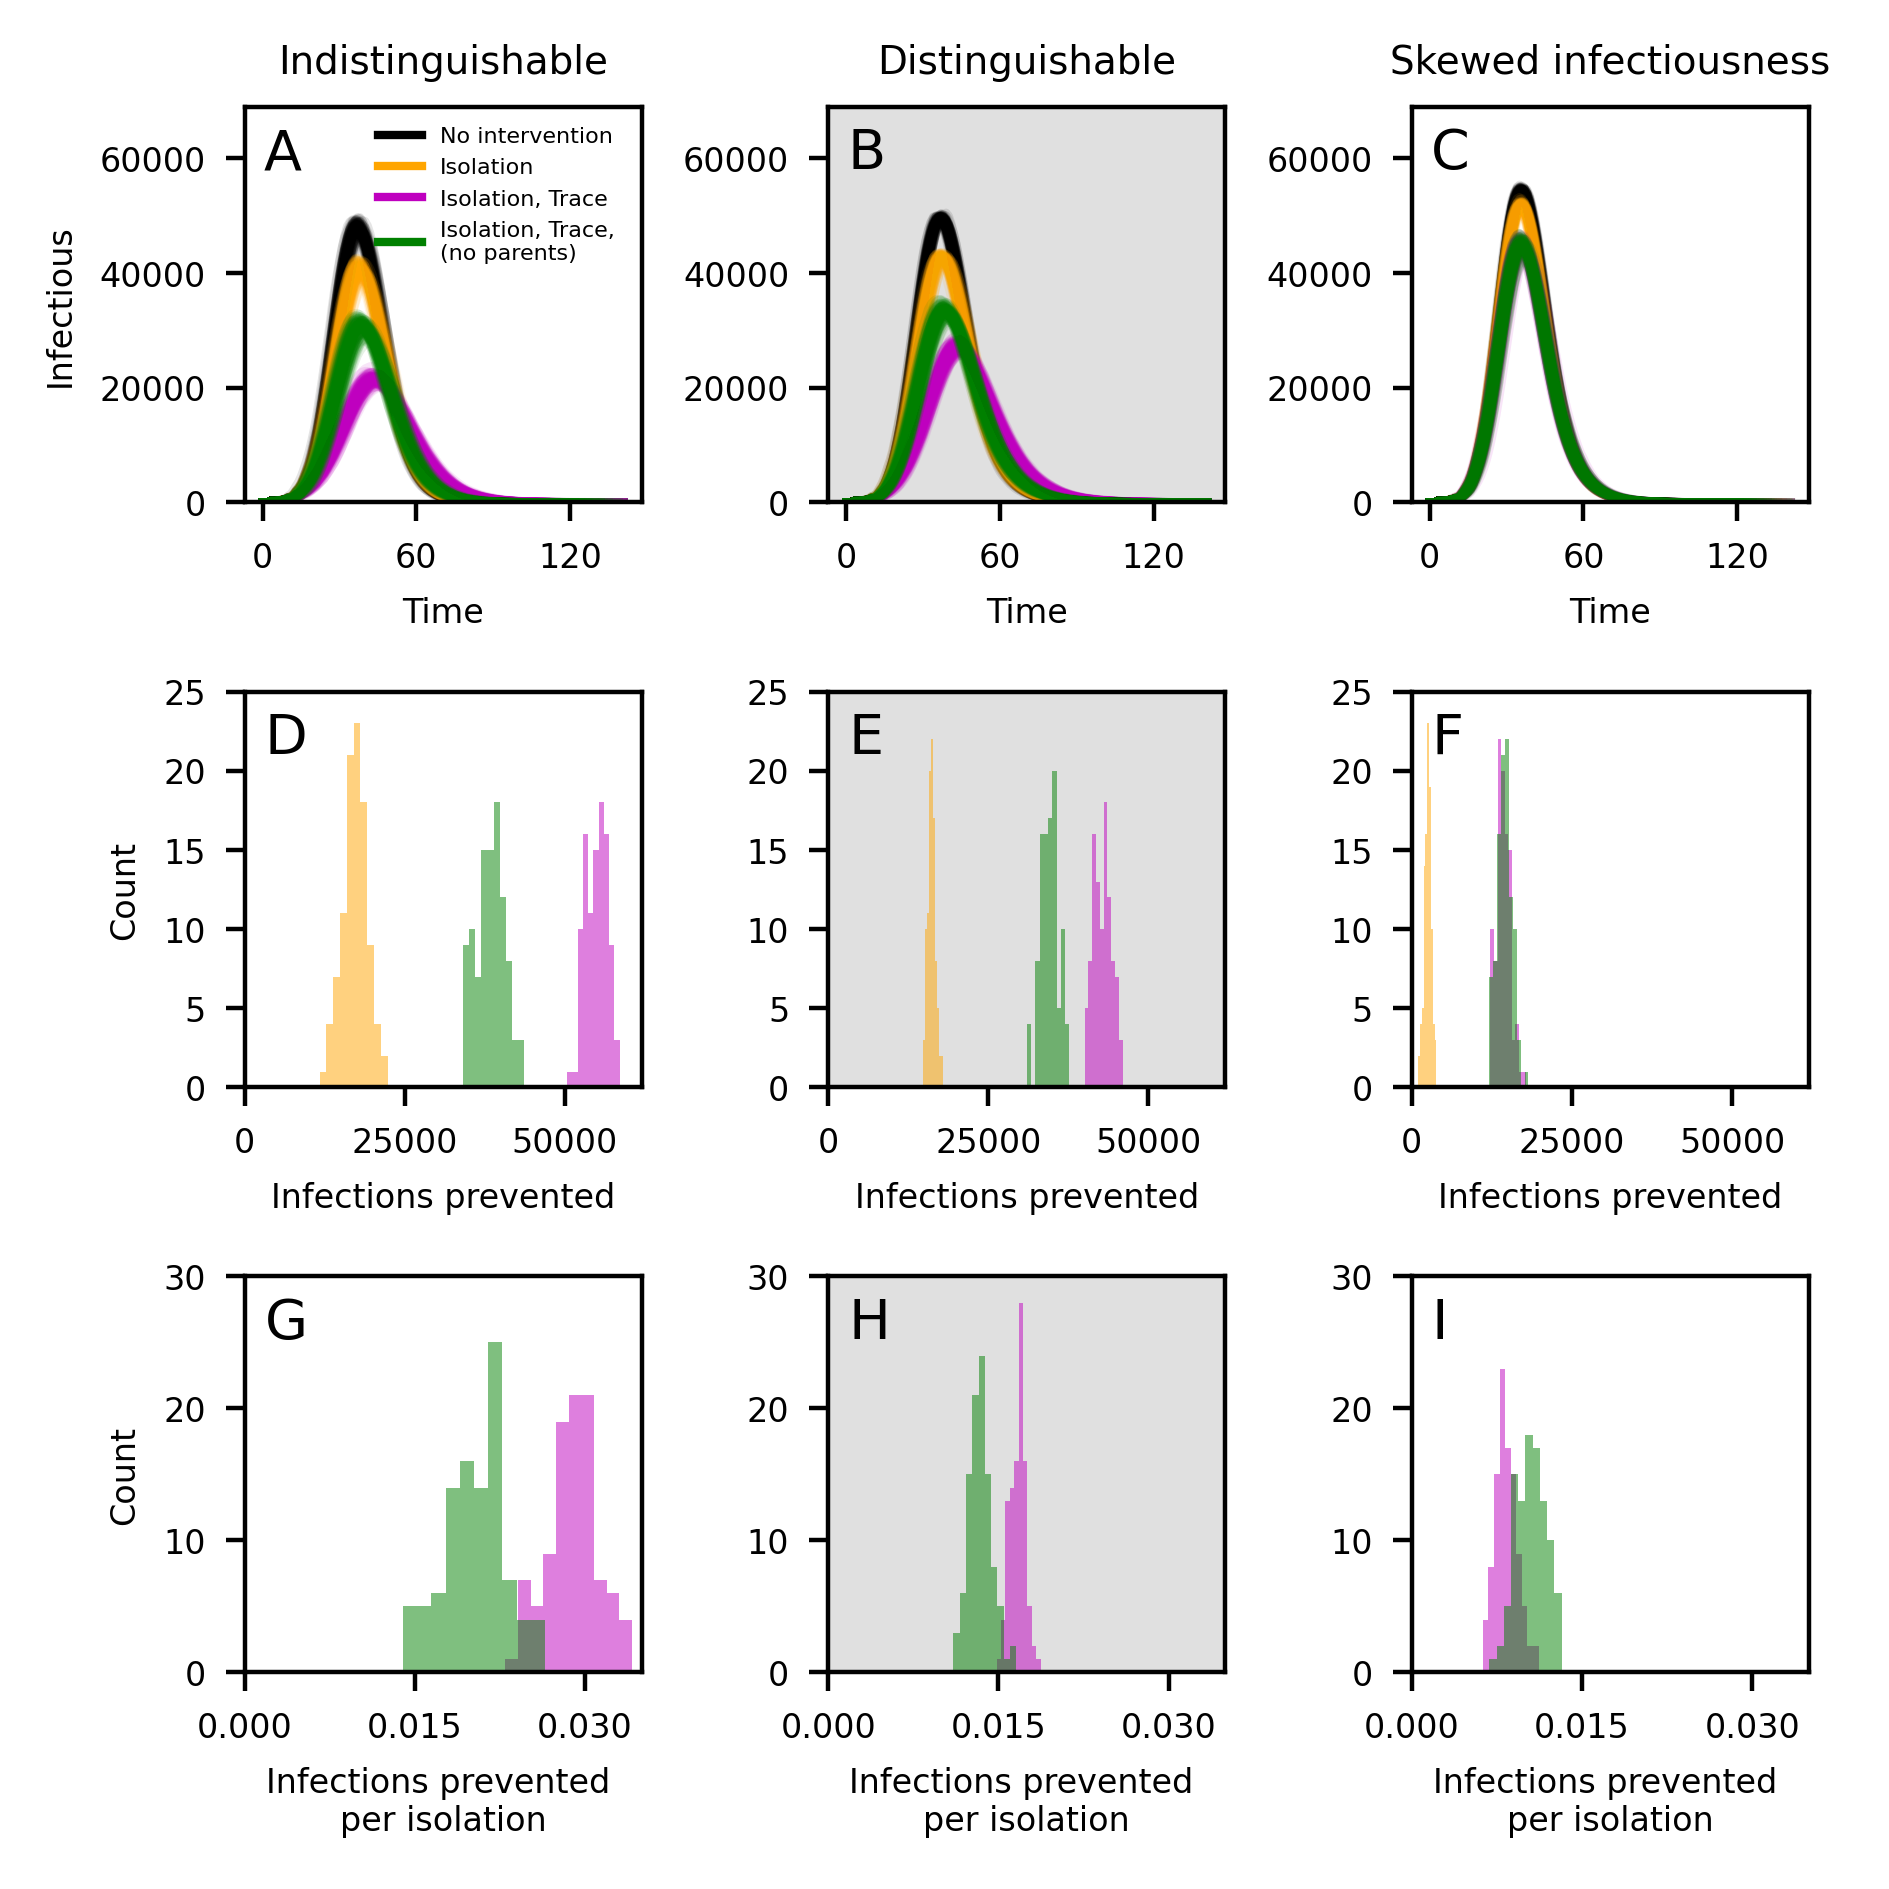 Indistinguishable
Distinguishable
Skewed infectiousness
A
No intervention
Isolation
Isolation, Trace
Isolation, Trace,
(no parents)
60000
40000
20000
0
Infectious
0 60 120
Time
B
60000
40000
20000
0
0 60 120
Time
C
60000
40000
20000
0
0 60 120
Time
D
25
20
15
10
5
0
Count
0 25000 50000
Infections prevented
E
25
20
15
10
5
0
0 25000 50000
Infections prevented
F
25
20
15
10
5
0
0 25000 50000
Infections prevented
G
30
20
10
0
Count
0.000 0.015 0.030
Infections prevented
per isolation
H
30
20
10
0
0.000 0.015 0.030
Infections prevented
per isolation
I
30
20
10
0
0.000 0.015 0.030
Infections prevented
per isolation